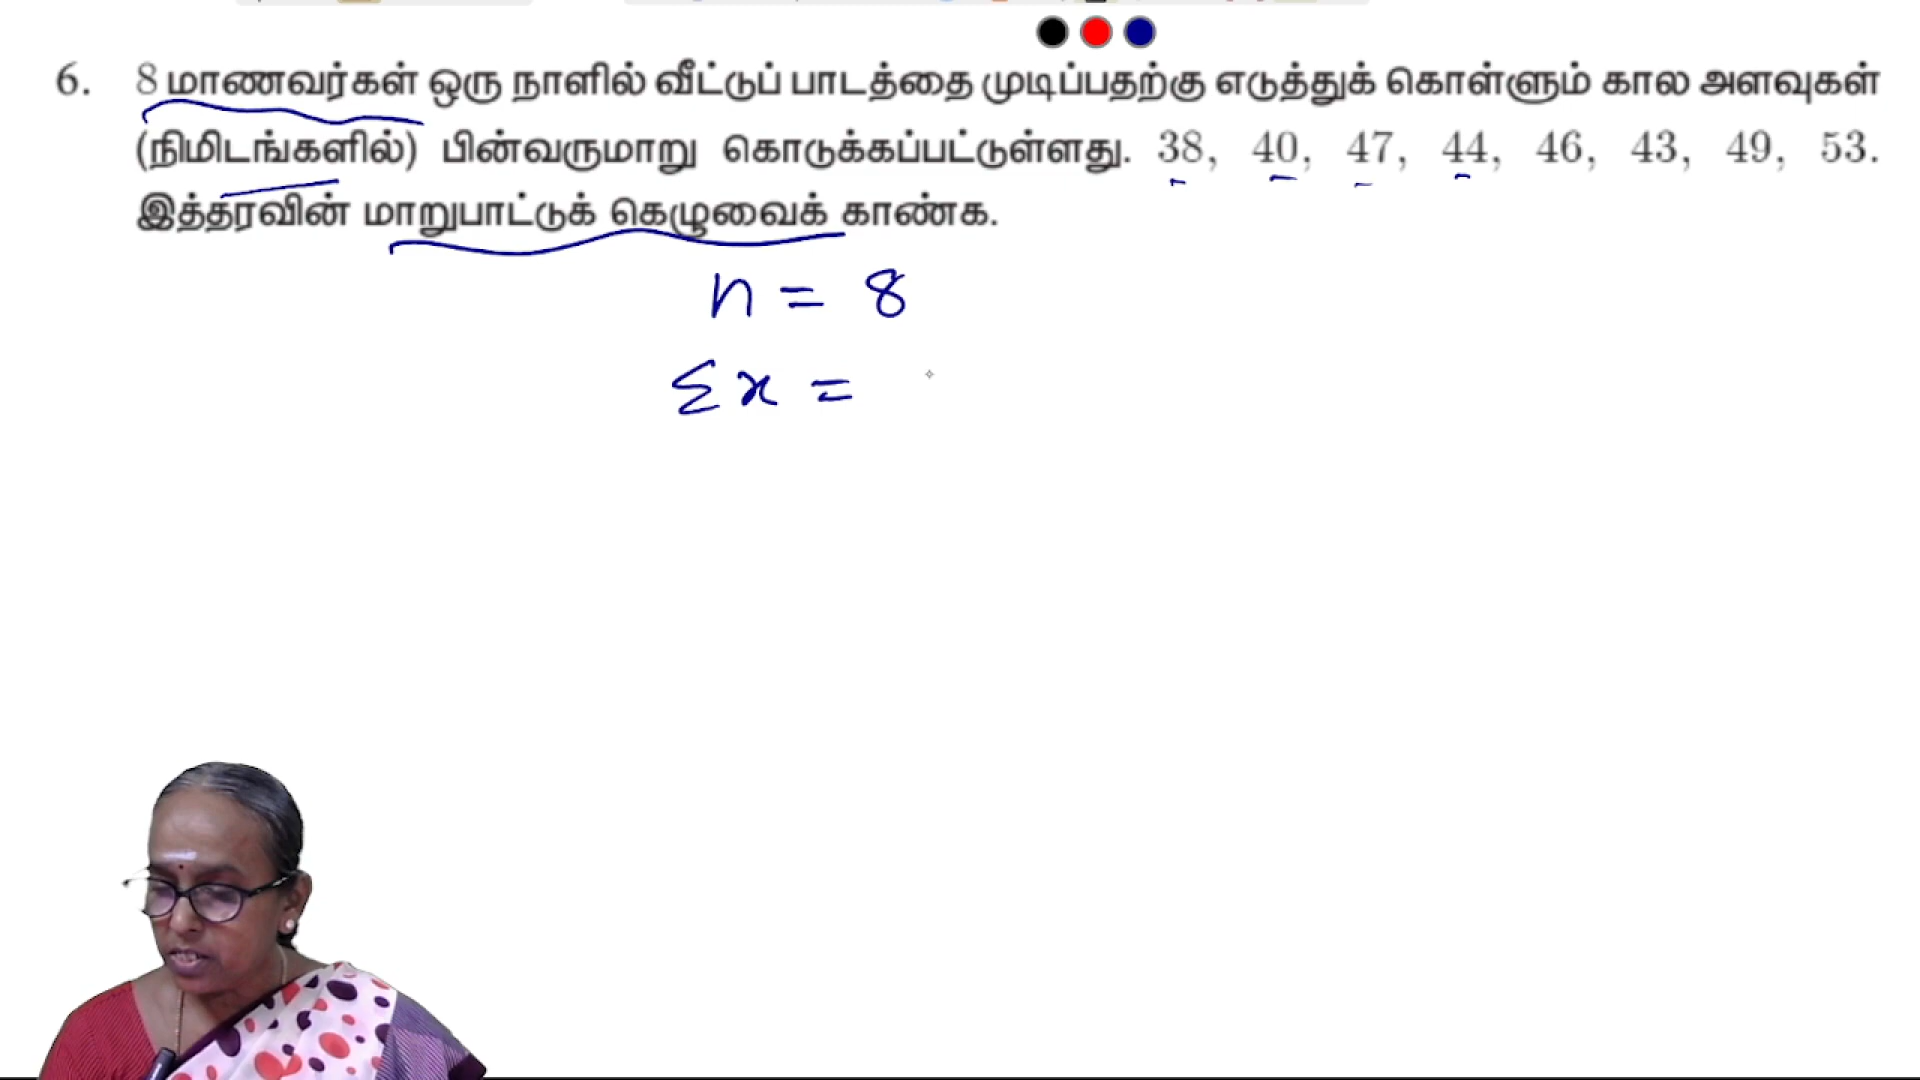 6. 8 மாணவர்கள் ஒரு நாளில் வீட்டுப் பாடத்தை முடிப்பதற்கு எடுத்துக் கொள்ளும் கால அளவுகள்
(நிமிடங்களில்) பின்வருமாறு கொடுக்கப்பட்டுள்ளது. 38, 40, 47, 44, 46, 43, 49, 53.
இத்தரவின் மாறுபாட்டுக் கெழுவைக் காண்க.
n = 8
Σx =